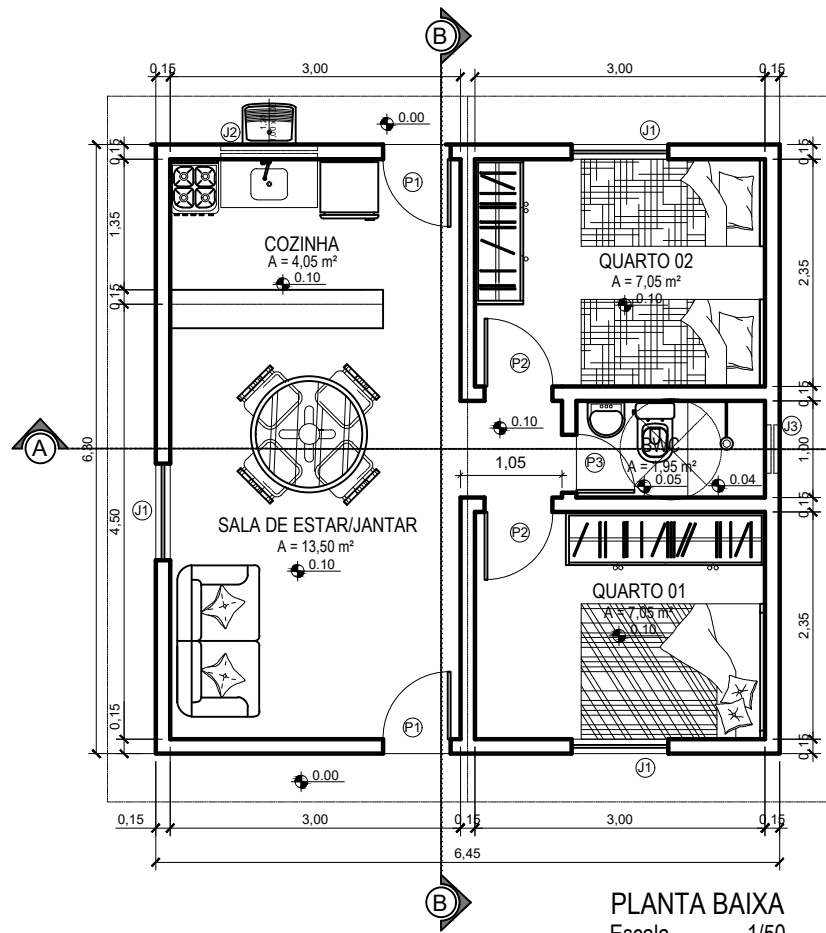 B
0,15 3,00 0,15 3,00 0,15
0.00
J2
J1
P1
0,15
1,35
0,15
4,50
0,15
6,30
COZINHA
A = 4,05 m²
0.10
QUARTO 02
A = 7,05 m²
0.10
0,15
2,35
0,15
1,00
0,15
2,35
0,15
P2
0.10
J3
A
BWC
P3
A = 1,95 m²
1,05
0.05
0.04
J1
SALA DE ESTAR/JANTAR
A = 13,50 m²
0.10
P2
QUARTO 01
A = 7,05 m²
0.10
P1
J1
0.00
0,15 3,00 0,15 3,00 0,15
6,45
B
PLANTA BAIXA
Escala 1/50